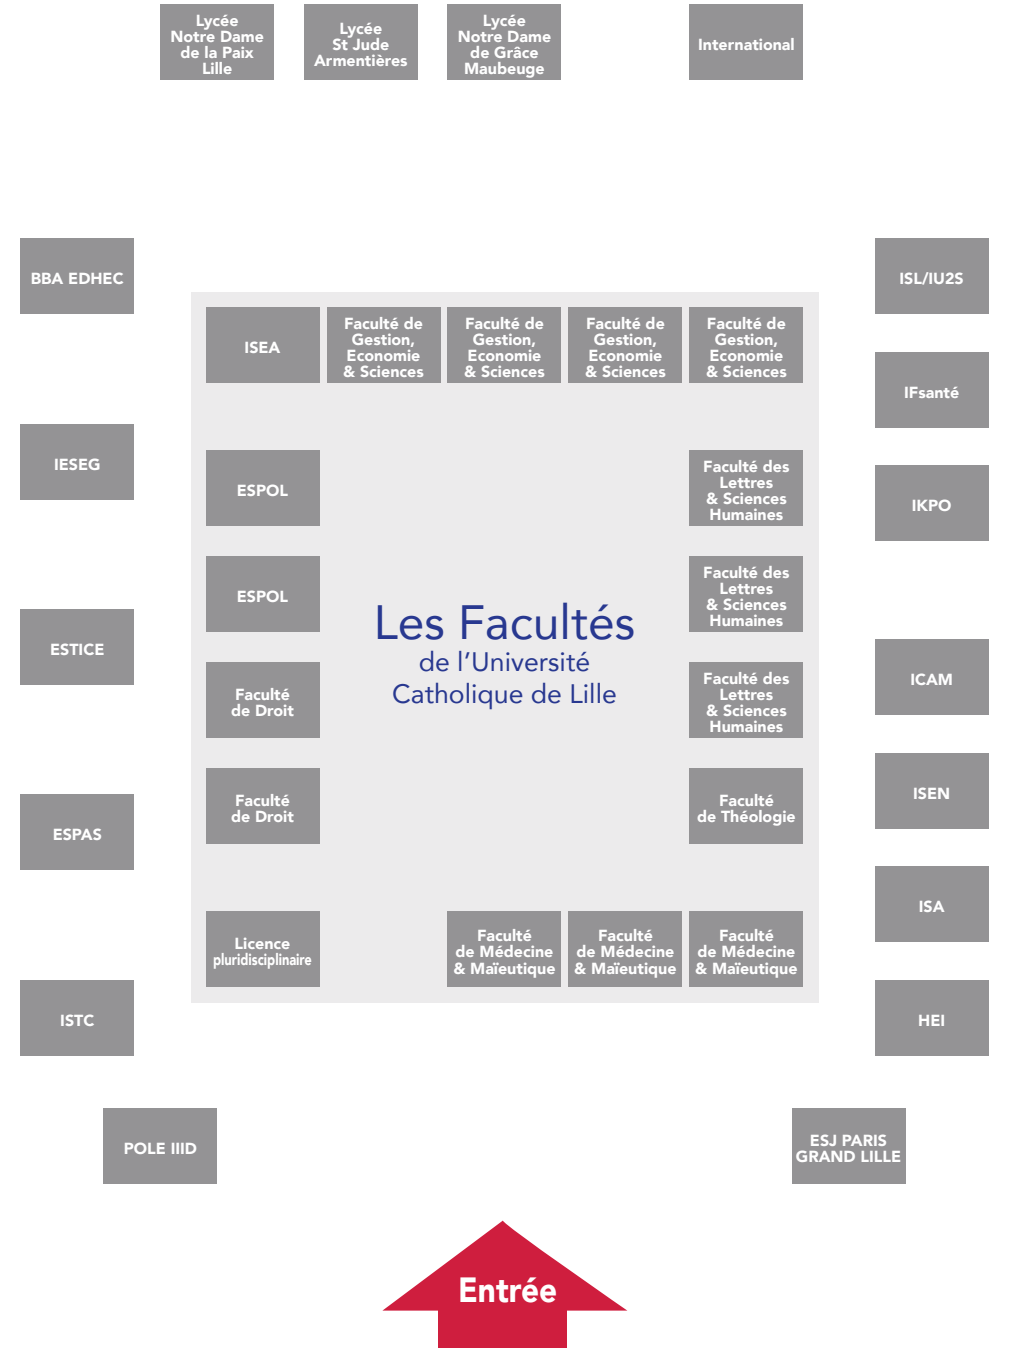 Lycée
Notre Dame
de la Paix
Lille
Lycée
St Jude
Armentières
Lycée
Notre Dame
de Grâce
Maubeuge
International
BBA EDHEC
ISL/IU2S
ISEA
Faculté de
Gestion,
Economie
& Sciences
Faculté de
Gestion,
Economie
& Sciences
Faculté de
Gestion,
Economie
& Sciences
Faculté de
Gestion,
Economie
& Sciences
IFsanté
IESEG
ESPOL
Faculté des
Lettres
& Sciences
Humaines
IKPO
ESPOL
Faculté des
Lettres
& Sciences
Humaines
Les Facultés
de l'Université
Catholique de Lille
ESTICE
Faculté
de Droit
Faculté des
Lettres
& Sciences
Humaines
ICAM
Faculté
de Droit
Faculté
de Théologie
ISEN
ESPAS
ISA
Licence
pluridisciplinaire
Faculté
de Médecine
& Maïeutique
Faculté
de Médecine
& Maïeutique
Faculté
de Médecine
& Maïeutique
ISTC
HEI
POLE IIID
ESJ PARIS
GRAND LILLE
Entrée